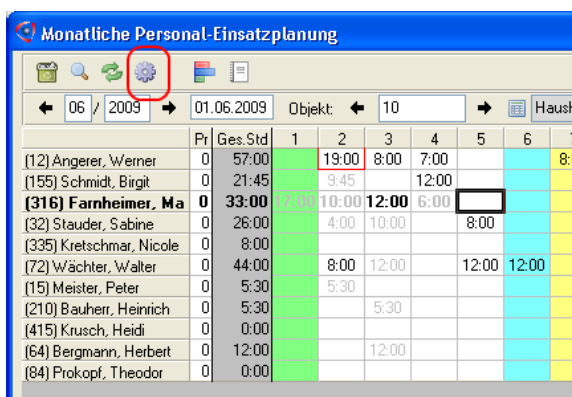 Monatliche Personal-Einsatzplanung
06 / 2009 01.06.2009 Objekt: 10 Haush
Pr Ges.Std 1 2 3 4 5 6 7
(12) Angerer, Werner 0 57:00 19:00 8:00 7:00 8:
(155) Schmidt, Birgit 0 21:45 9:45 12:00
(316) Farnheimer, Ma 0 33:00 17:00 10:00 12:00 6:00
(32) Stauder, Sabine 0 26:00 4:00 10:00 8:00
(335) Kretschmar, Nicole 0 8:00
(72) Wächter, Walter 0 44:00 8:00 12:00 12:00 12:00
(15) Meister, Peter 0 5:30 5:30
(210) Bauherr, Heinrich 0 5:30 5:30
(415) Krusch, Heidi 0 0:00
(64) Bergmann, Herbert 0 12:00 12:00
(84) Prokopf, Theodor 0 0:00